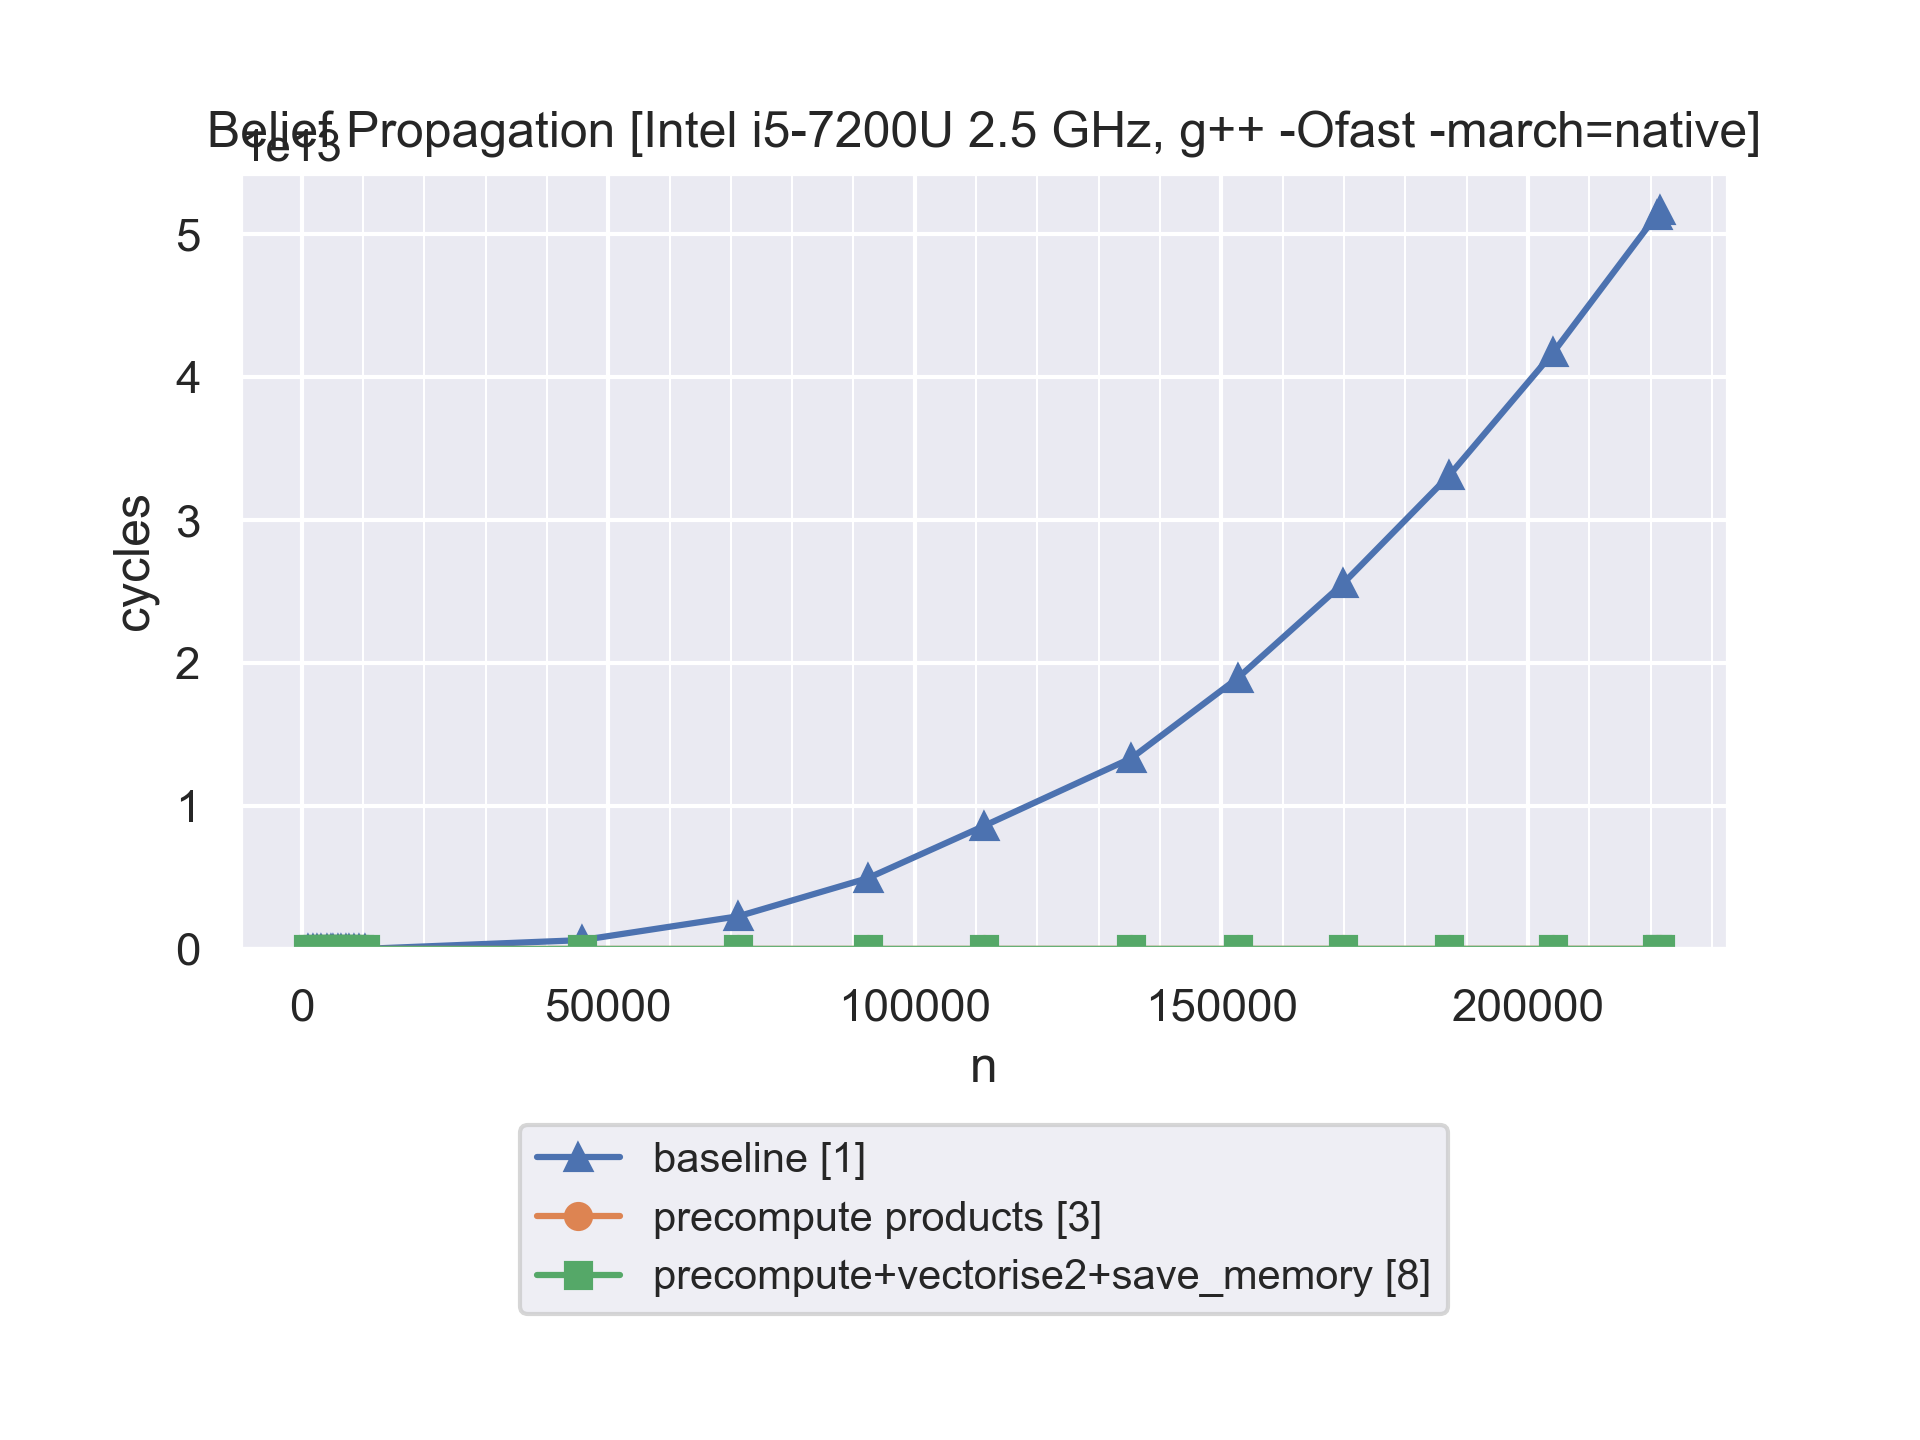 Belief Propagation [Intel i5-7200U 2.5 GHz, g++ -Ofast -march=native]
1e13
5
4
3
2
1
0
cycles
0 50000 100000 150000 200000
n
baseline [1]
precompute products [3]
precompute+vectorise2+save_memory [8]